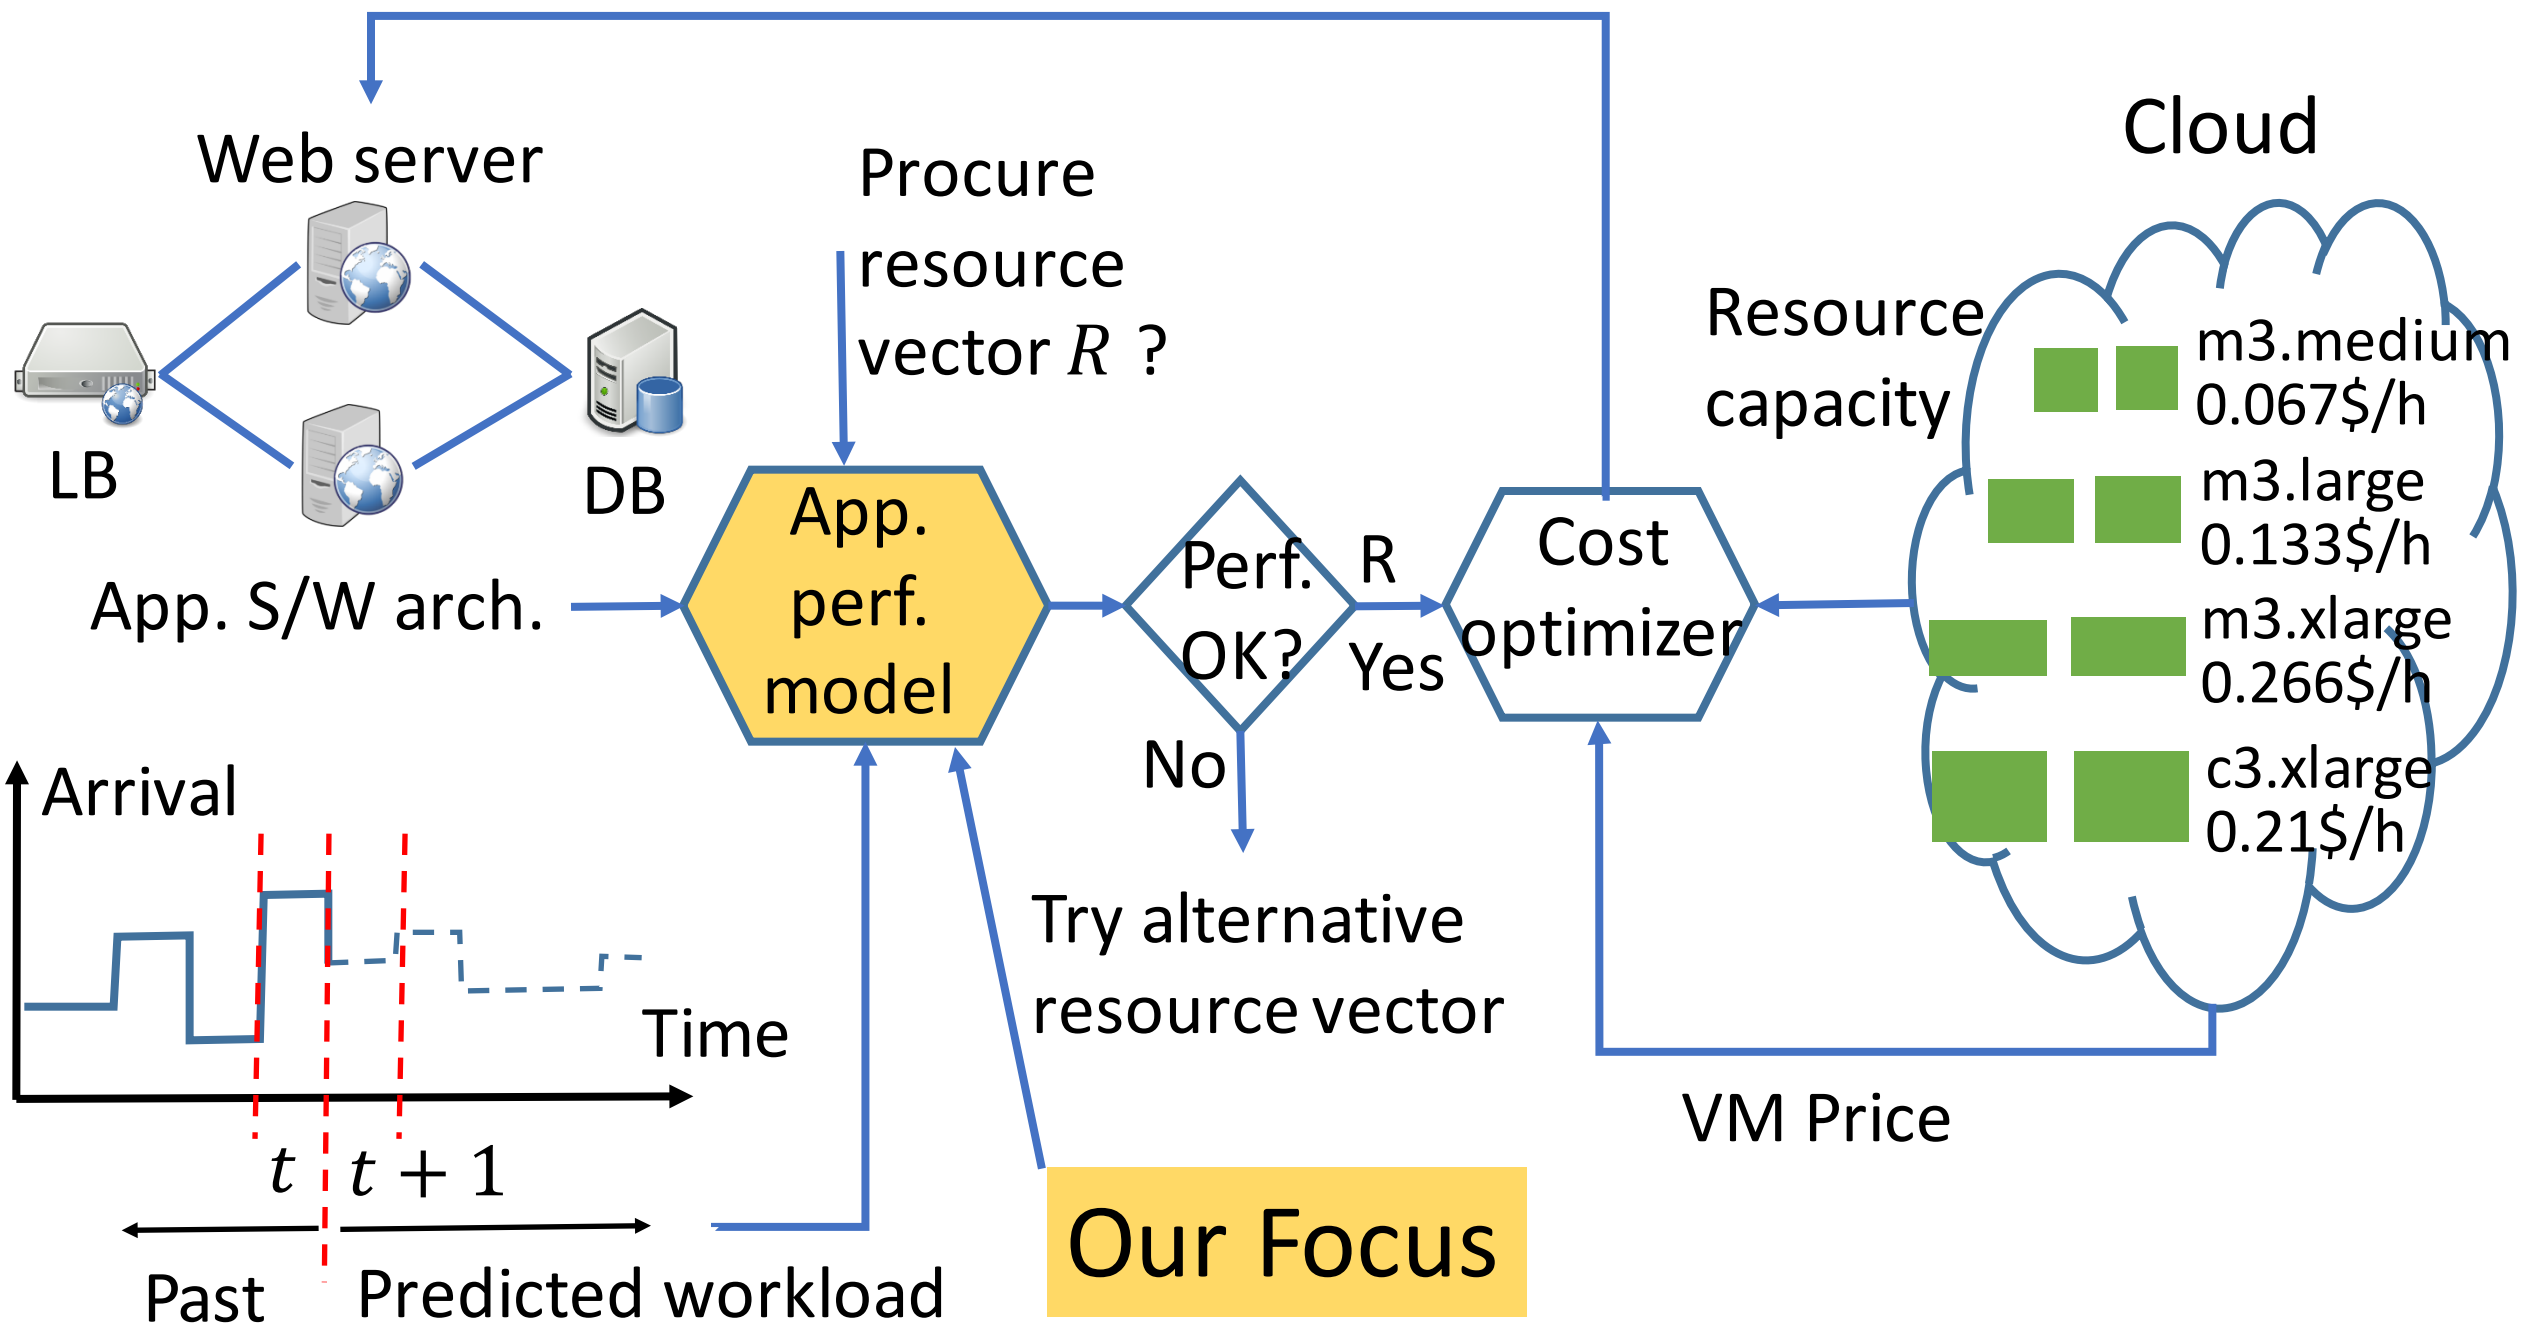 Web server
LB
DB
App. S/W arch.
Procure
resource
vector R ?
App.
perf.
model
Perf.
OK?
R
Yes
No
Try alternative
resource vector
Cost
optimizer
Resource
capacity
Cloud
m3.medium
0.067$/h
m3.large
0.133$/h
m3.xlarge
0.266$/h
c3.xlarge
0.21$/h
VM Price
Arrival
Time
t
t + 1
Past
Predicted workload
Our Focus